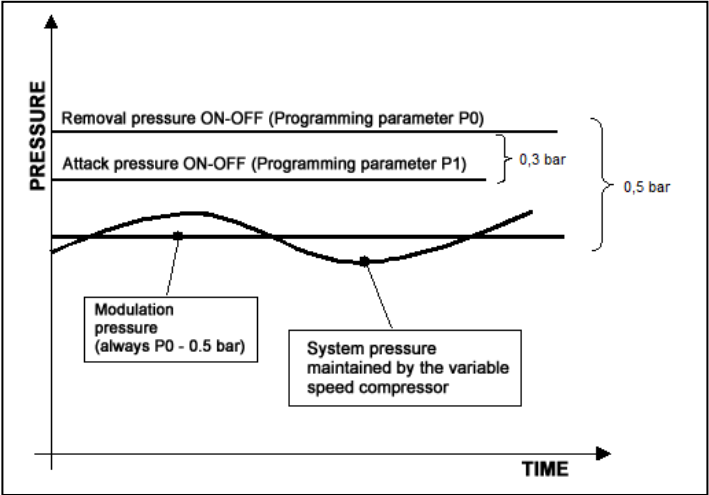 PRESSURE
Removal pressure ON-OFF (Programming parameter P0)
Attack pressure ON-OFF (Programming parameter P1)
0,3 bar
0,5 bar
Modulation
pressure
(always P0 - 0.5 bar)
System pressure
maintained by the variable
speed compressor
TIME